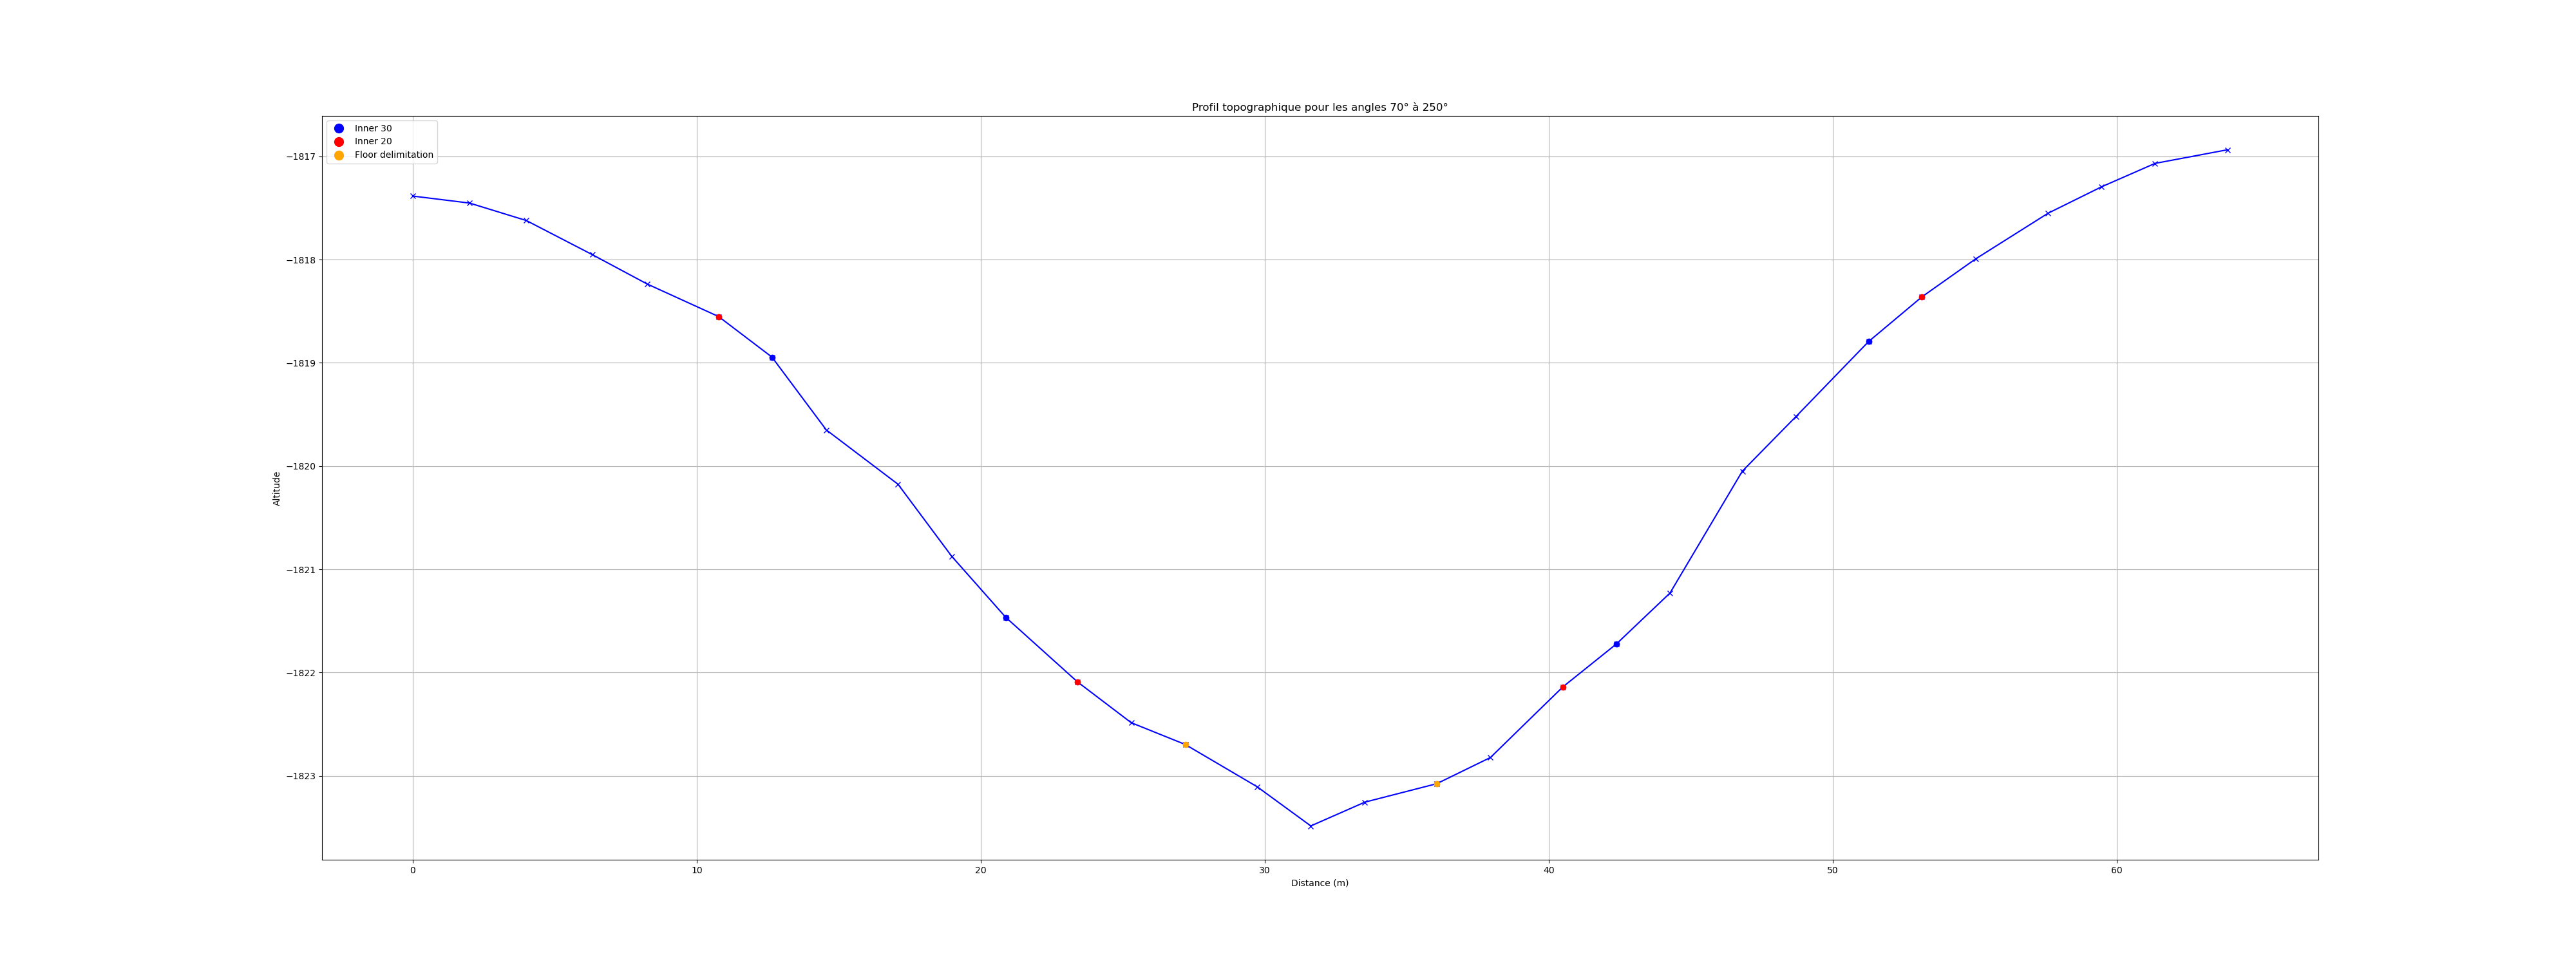 Profil topographique pour les angles 70° à 250°
Inner 30
Inner 20
Floor delimitation
−1817
−1818
−1819
−1820
−1821
−1822
−1823
Altitude
0 10 20 30 40 50 60
Distance (m)